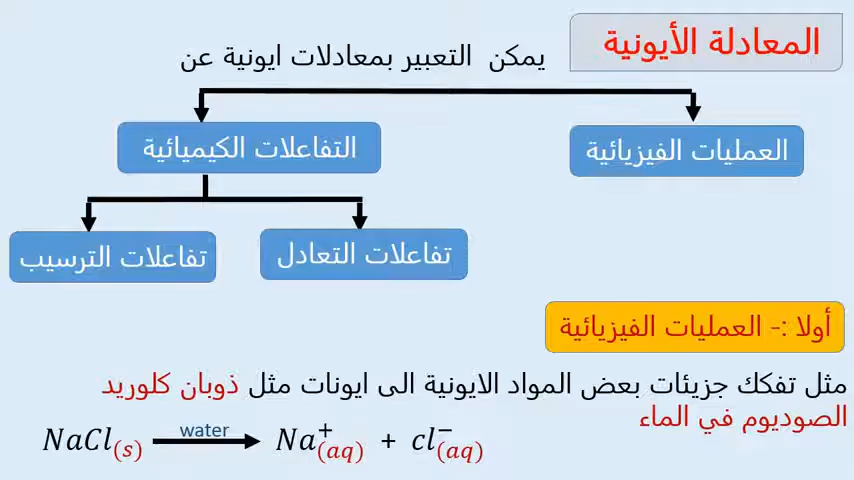 المعادلة الأيونية
يمكن التعبير بمعادلات ايونية عن
العمليات الفيزيائية
التفاعلات الكيميائية
تفاعلات التعادل
تفاعلات الترسيب
أولا :- العمليات الفيزيائية
مثل تفكك جزيئات بعض المواد الايونية الى ايونات مثل ذوبان كلوريد
الصوديوم في الماء
NaCl(s) water → Na+(aq) + cl−(aq)